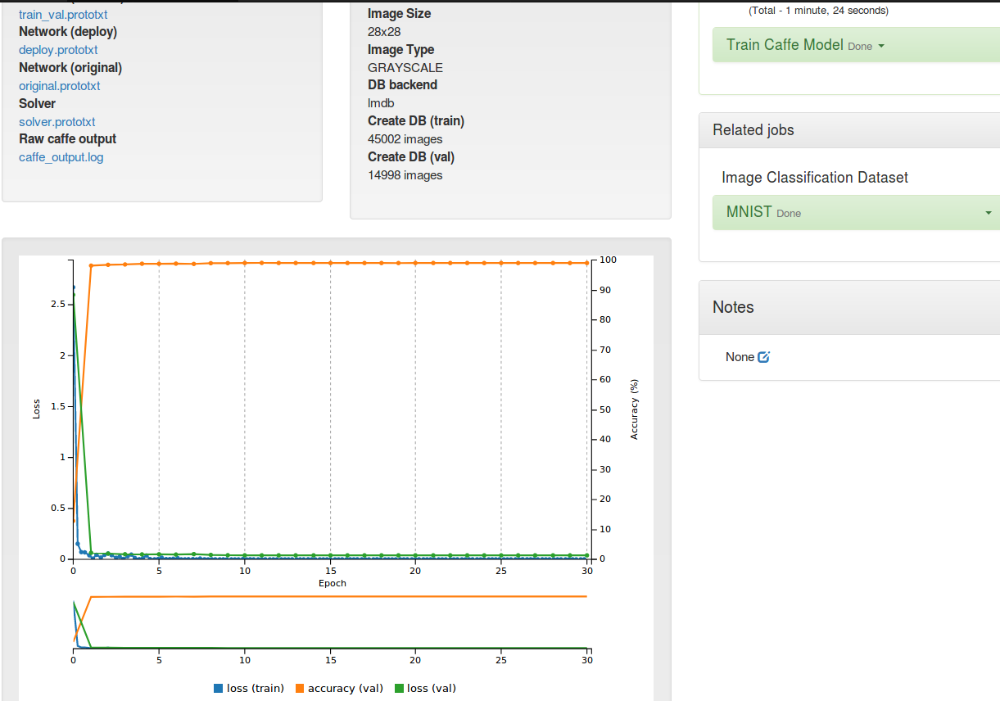 train_val.prototxt
Network (deploy)
deploy.prototxt
Network (original)
original.prototxt
Solver
solver.prototxt
Raw caffe output
caffe_output.log
Image Size
28x28
Image Type
GRAYSCALE
DB backend
lmdb
Create DB (train)
45002 images
Create DB (val)
14998 images
(Total - 1 minute, 24 seconds)
Train Caffe Model Done
Related jobs
Image Classification Dataset
MNIST Done
Notes
None
2.5
2
1.5
1
0.5
0
Loss
100
90
80
70
60
50
40
30
20
10
0
Accuracy (%)
0 5 10 15 20 25 30
Epoch
0 5 10 15 20 25 30
loss (train) accuracy (val) loss (val)